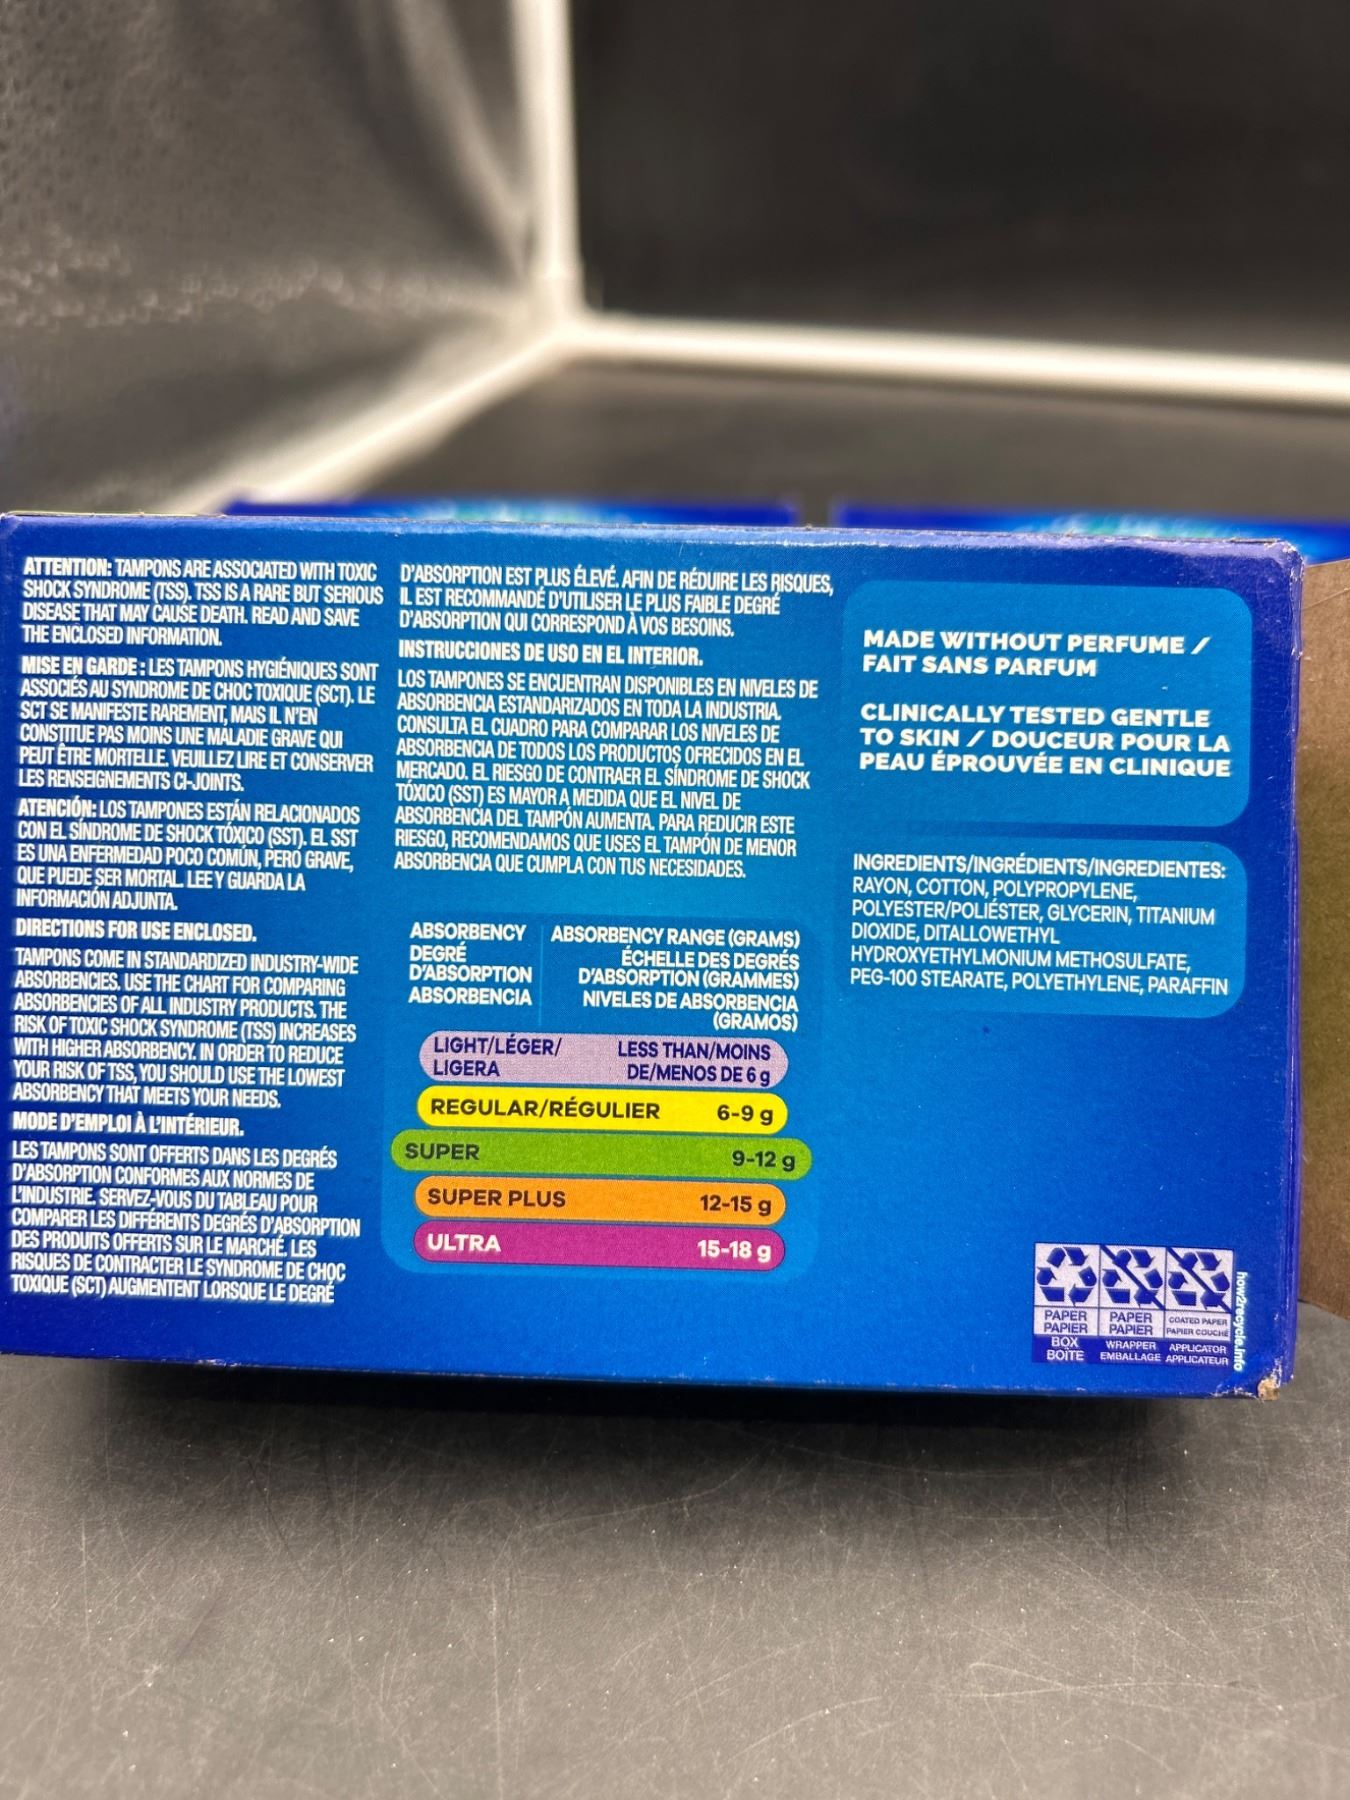 ATTENTION: TAMPONS ARE ASSOCIATED WITH TOXIC
SHOCK SYNDROME (TSS). TSS IS A RARE BUT SERIOUS
DISEASE THAT MAY CAUSE DEATH. READ AND SAVE
THE ENCLOSED INFORMATION.
MISE EN GARDE : LES TAMPONS HYGIÉNIQUES SONT
ASSOCIÉS AU SYNDROME DE CHOC TOXIQUE (SCT). LE
SCT SE MANIFESTE RAREMENT, MAIS IL N'EN
CONSTITUE PAS MOINS UNE MALADIE GRAVE QUI
PEUT ÊTRE MORTELLE. VEUILLEZ LIRE ET CONSERVER
LES RENSEIGNEMENTS CI-JOINTS.
ATENCIÓN: LOS TAMPONES ESTÁN RELACIONADOS
CON EL SÍNDROME DE SHOCK TÓXICO (SST). EL SST
ES UNA ENFERMEDAD POCO COMÚN, PERO GRAVE,
QUE PUEDE SER MORTAL. LEE Y GUARDA LA
INFORMACIÓN ADJUNTA.
DIRECTIONS FOR USE ENCLOSED.
TAMPONS COME IN STANDARDIZED INDUSTRY-WIDE
ABSORBENCIES. USE THE CHART FOR COMPARING
ABSORBENCIES OF ALL INDUSTRY PRODUCTS. THE
RISK OF TOXIC SHOCK SYNDROME (TSS) INCREASES
WITH HIGHER ABSORBENCY. IN ORDER TO REDUCE
YOUR RISK OF TSS, YOU SHOULD USE THE LOWEST
ABSORBENCY THAT MEETS YOUR NEEDS.
MODE D'EMPLOI À L'INTÉRIEUR.
LES TAMPONS SONT OFFERTS DANS LES DEGRÉS
D'ABSORPTION CONFORMES AUX NORMES DE
L'INDUSTRIE. SERVEZ-VOUS DU TABLEAU POUR
COMPARER LES DIFFÉRENTS DEGRÉS D'ABSORPTION
DES PRODUITS OFFERTS SUR LE MARCHÉ. LES
RISQUES DE CONTRACTER LE SYNDROME DE CHOC
TOXIQUE (SCT) AUGMENTENT LORSQUE LE DEGRÉ
D'ABSORPTION EST PLUS ÉLEVÉ. AFIN DE RÉDUIRE LES RISQUES,
IL EST RECOMMANDÉ D'UTILISER LE PLUS FAIBLE DEGRÉ
D'ABSORPTION QUI CORRESPOND À VOS BESOINS.
INSTRUCCIONES DE USO EN EL INTERIOR.
LOS TAMPONES SE ENCUENTRAN DISPONIBLES EN NIVELES DE
ABSORBENCIA ESTANDARIZADOS EN TODA LA INDUSTRIA.
CONSULTA EL CUADRO PARA COMPARAR LOS NIVELES DE
ABSORBENCIA DE TODOS LOS PRODUCTOS OFRECIDOS EN EL
MERCADO. EL RIESGO DE CONTRAER EL SÍNDROME DE SHOCK
TÓXICO (SST) ES MAYOR A MEDIDA QUE EL NIVEL DE
ABSORBENCIA DEL TAMPÓN AUMENTA. PARA REDUCIR ESTE
RIESGO, RECOMENDAMOS QUE USES EL TAMPÓN DE MENOR
ABSORBENCIA QUE CUMPLA CON TUS NECESIDADES.
ABSORBENCY
DEGRÉ
D'ABSORPTION
ABSORBENCIA
ABSORBENCY RANGE (GRAMS)
ÉCHELLE DES DEGRÉS
D'ABSORPTION (GRAMMES)
NIVELES DE ABSORBENCIA
(GRAMOS)
LIGHT/LÉGER/
LIGERA
LESS THAN/MOINS
DE/MENOS DE 6 g
REGULAR/RÉGULIER 6-9 g
SUPER 9-12 g
SUPER PLUS 12-15 g
ULTRA 15-18 g
MADE WITHOUT PERFUME /
FAIT SANS PARFUM
CLINICALLY TESTED GENTLE
TO SKIN / DOUCEUR POUR LA
PEAU ÉPROUVÉE EN CLINIQUE
INGREDIENTS/INGRÉDIENTS/INGREDIENTES:
RAYON, COTTON, POLYPROPYLENE,
POLYESTER/POLIÉSTER, GLYCERIN, TITANIUM
DIOXIDE, DITALLOWETHYL
HYDROXYETHYLMONIUM METHOSULFATE,
PEG-100 STEARATE, POLYETHYLENE, PARAFFIN
PAPER
PAPIER
BOX
BOÎTE
PAPER
PAPIER
WRAPPER
EMBALLAGE
COATED PAPER
PAPIER COUCHÉ
APPLICATOR
APPLICATEUR
how2recycle.info